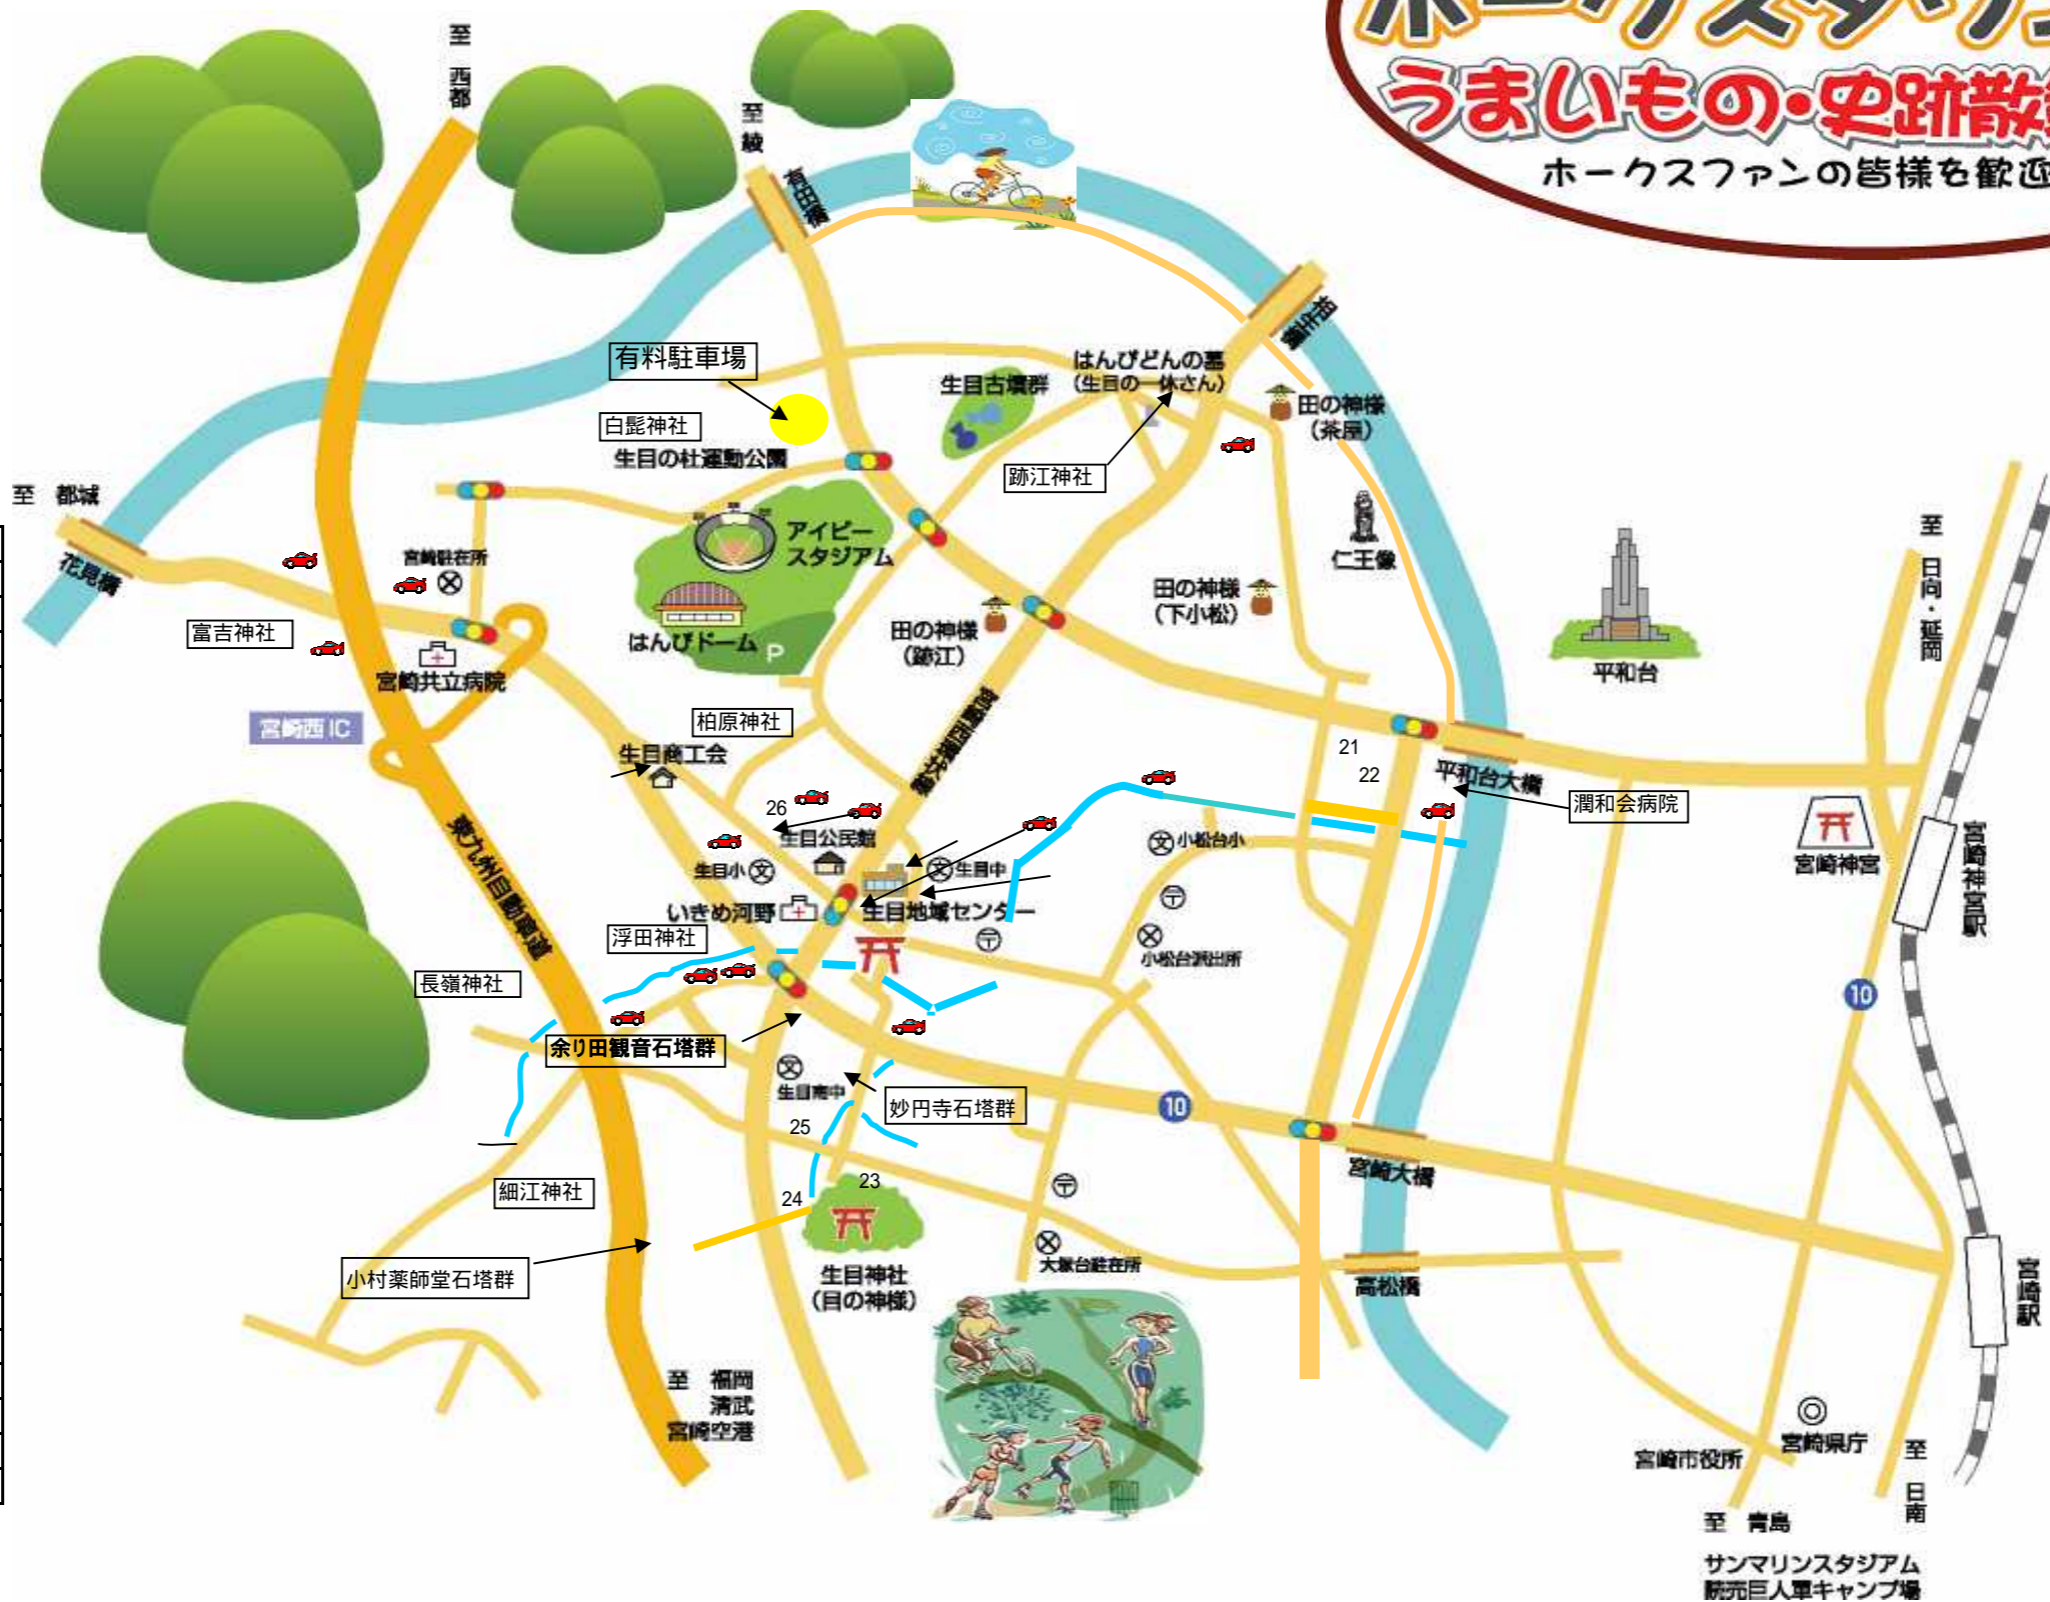 うまいもの・史跡散
ホークスファンの皆様を歓迎
至 西都
至 綾
有田橋
有料駐車場
白髭神社
生目の杜運動公園
生目古墳群
はんぴどんの墓
(生目の一休さん)
跡江神社
田の神様
(茶屋)
至 都城
花見橋
宮崎駐在所
富吉神社
宮崎共立病院
宮崎西IC
アイビー
スタジアム
はんぴドーム
P
田の神様
(跡江)
田の神様
(下小松)
仁王像
平和台
至 日向・延岡
柏原神社
生目商工会
21
22
平和台大橋
潤和会病院
26
生目公民館
生目小
生目中
いきめ河野
生目地域センター
小松台小
小松台派出所
宮崎神宮
宮崎神宮駅
東九州自動車道
浮田神社
長嶺神社
余り田観音石塔群
生目南中
妙円寺石塔群
10
10
25
23
24
細江神社
小村薬師堂石塔群
生目神社
(目の神様)
大塚台駐在所
宮崎大橋
高松橋
宮崎駅
至 福岡
清武
宮崎空港
宮崎市役所
宮崎県庁
至 日南
至 青島
サンマリンスタジアム
読売巨人軍キャンプ場